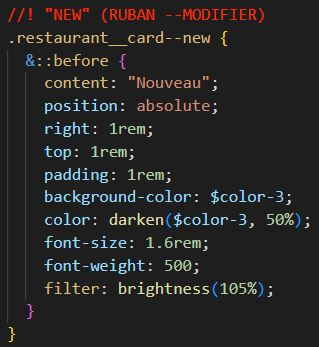 //! "NEW" (RUBAN --MODIFIER)
.restaurant__card--new {
  &::before {
    content: "Nouveau";
    position: absolute;
    right: 1rem;
    top: 1rem;
    padding: 1rem;
    background-color: $color-3;
    color: darken($color-3, 50%);
    font-size: 1.6rem;
    font-weight: 500;
    filter: brightness(105%);
  }
}